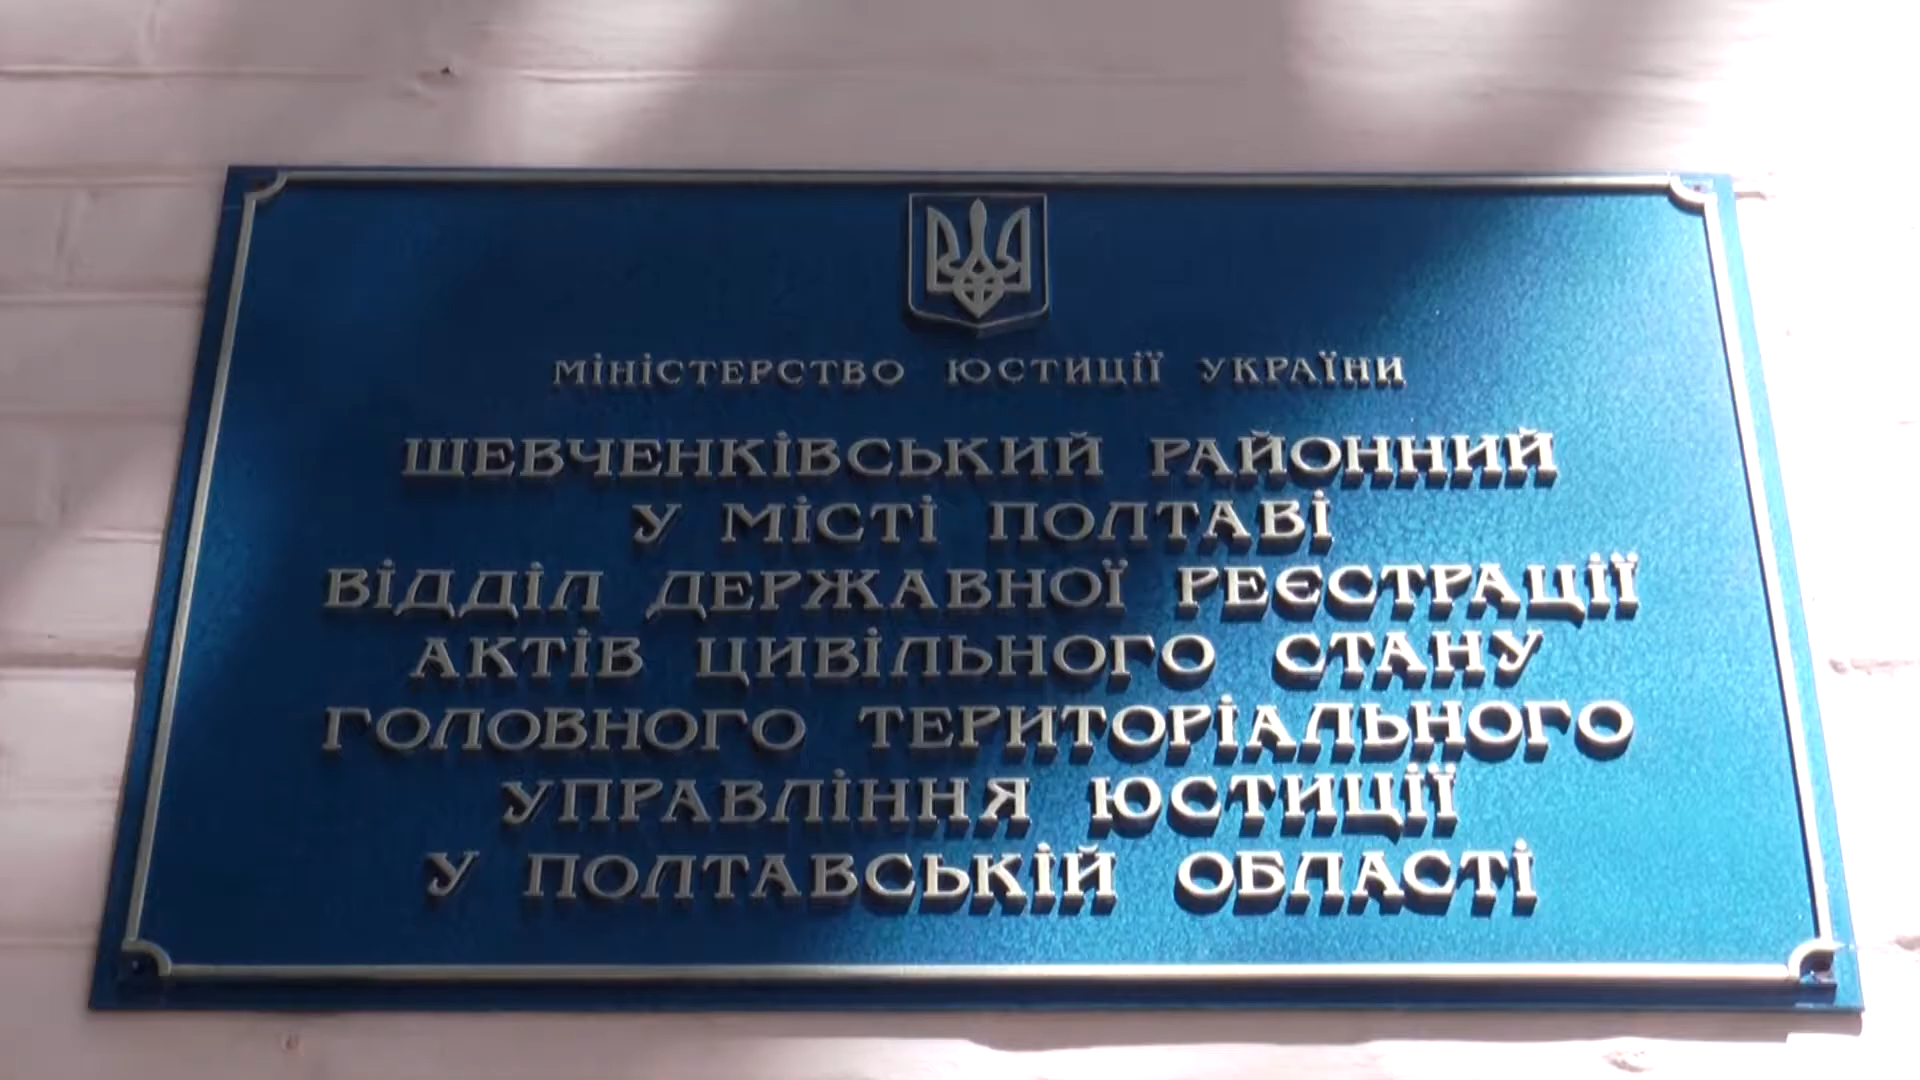 МІНІСТЕРСТВО ЮСТИЦІЇ УКРАЇНИ
ШЕВЧЕНКІВСЬКИЙ РАЙОННИЙ
У МІСТІ ПОЛТАВІ
ВІДДІЛ ДЕРЖАВНОЇ РЕЄСТРАЦІЇ
АКТІВ ЦИВІЛЬНОГО СТАНУ
ГОЛОВНОГО ТЕРИТОРІАЛЬНОГО
УПРАВЛІННЯ ЮСТИЦІЇ
У ПОЛТАВСЬКІЙ ОБЛАСТІ